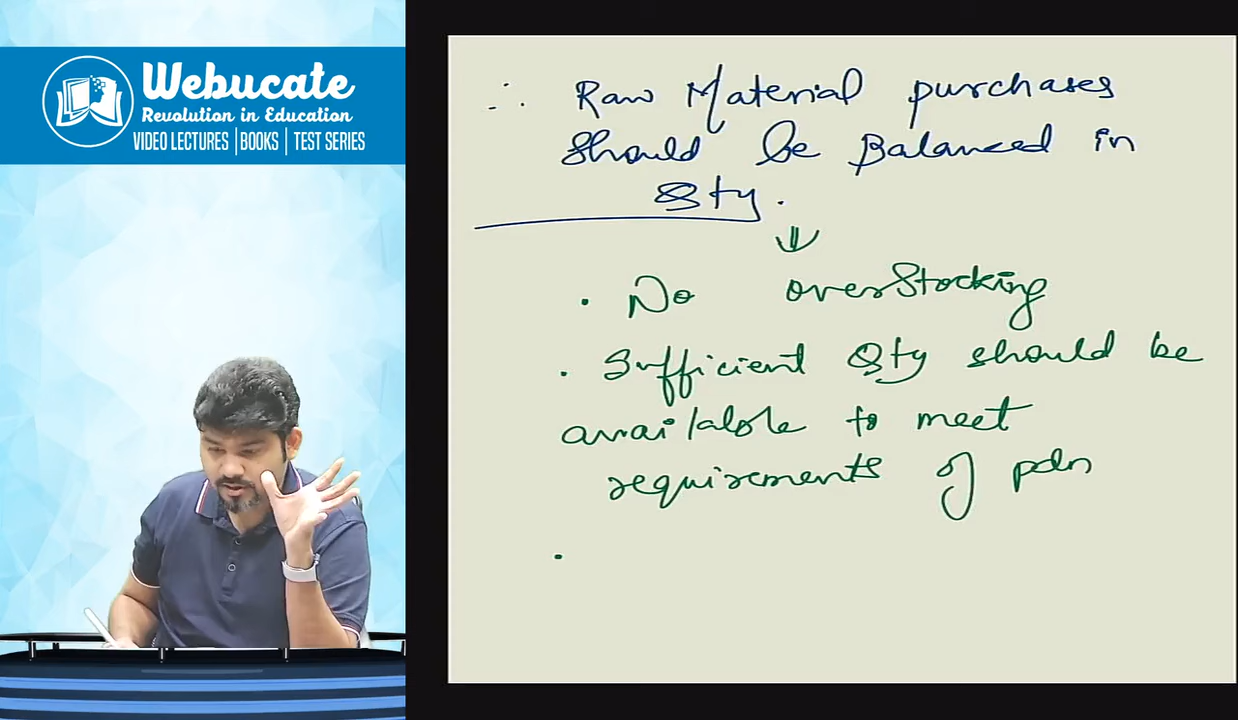 Webucate
Revolution in Education
VIDEO LECTURES | BOOKS | TEST SERIES
∴ Raw Material purchases
should be Balanced in
Qty.
↓
· No overstocking
· Sufficient Qty should be
available to meet
requirements of pdn
·